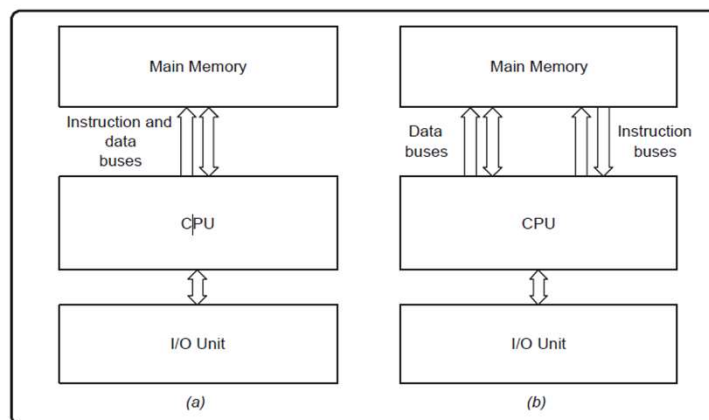 Main Memory
Instruction and
data
buses
CPU
I/O Unit
(a)
Main Memory
Data
buses
Instruction
buses
CPU
I/O Unit
(b)